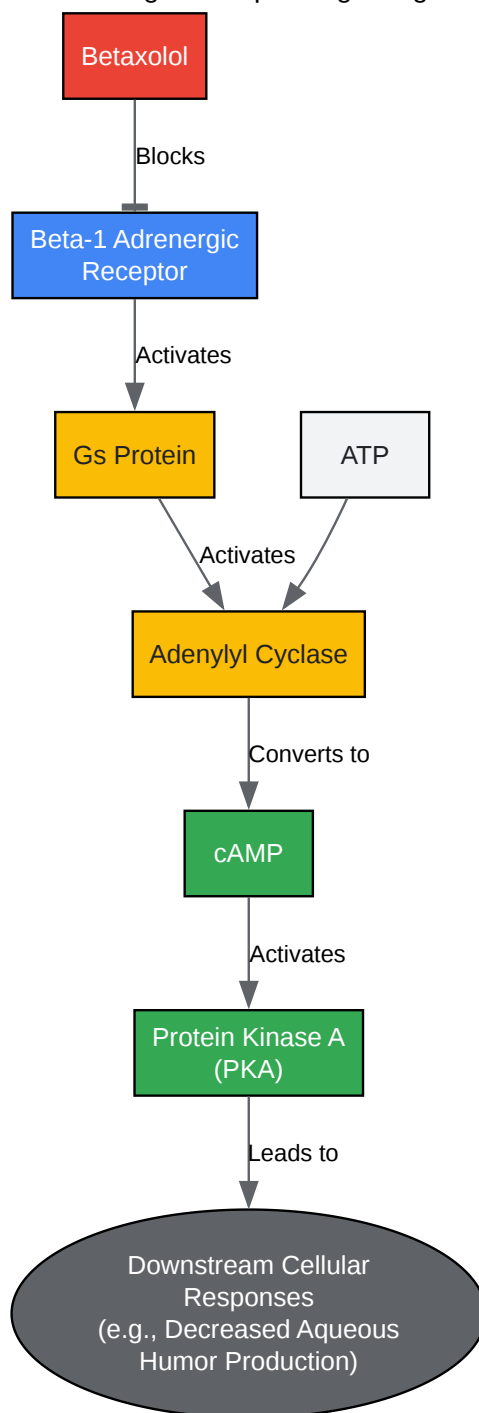 Betaxolol
Blocks
Beta-1 Adrenergic
Receptor
Activates
Gs Protein
ATP
Activates
Adenylyl Cyclase
Converts to
cAMP
Activates
Protein Kinase A
(PKA)
Leads to
Downstream Cellular
Responses
(e.g., Decreased Aqueous
Humor Production)